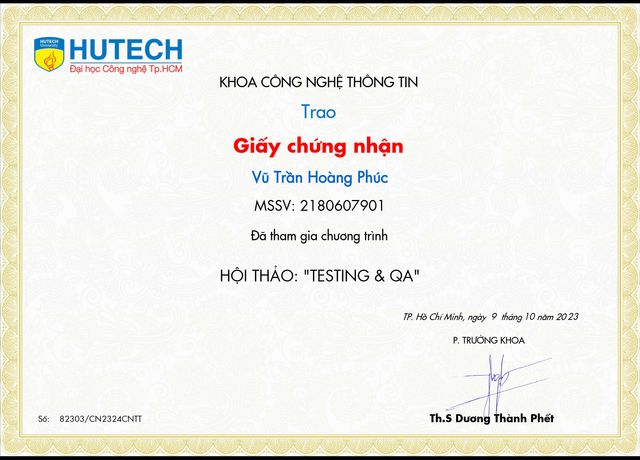 HUTECH
University
HUTECH
Đại học Công nghệ Tp.HCM
KHOA CÔNG NGHỆ THÔNG TIN
Trao
Giấy chứng nhận
Vũ Trần Hoàng Phúc
MSSV: 2180607901
Đã tham gia chương trình
HỘI THẢO: "TESTING & QA"
TP. Hồ Chí Minh, ngày 9 tháng 10 năm 2023
P. TRƯỞNG KHOA
Th.S Dương Thành Phết
Số: 82303/CN2324CNTT